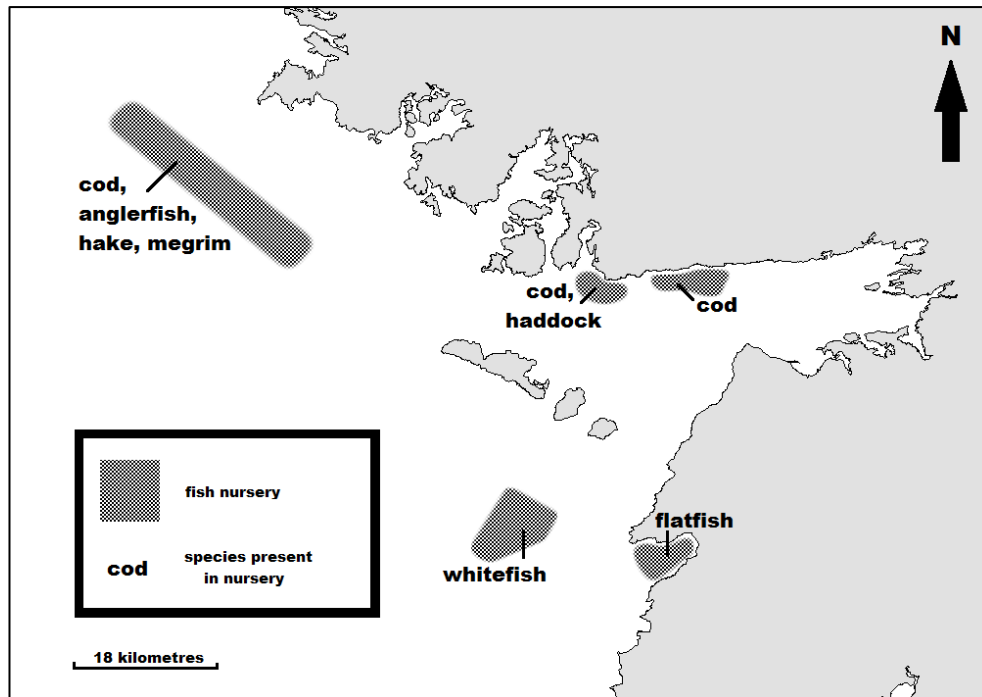 N
cod,
anglerfish,
hake, megrim
cod,
haddock
cod
fish nursery
cod
species present
in nursery
whitefish
flatfish
18 kilometres